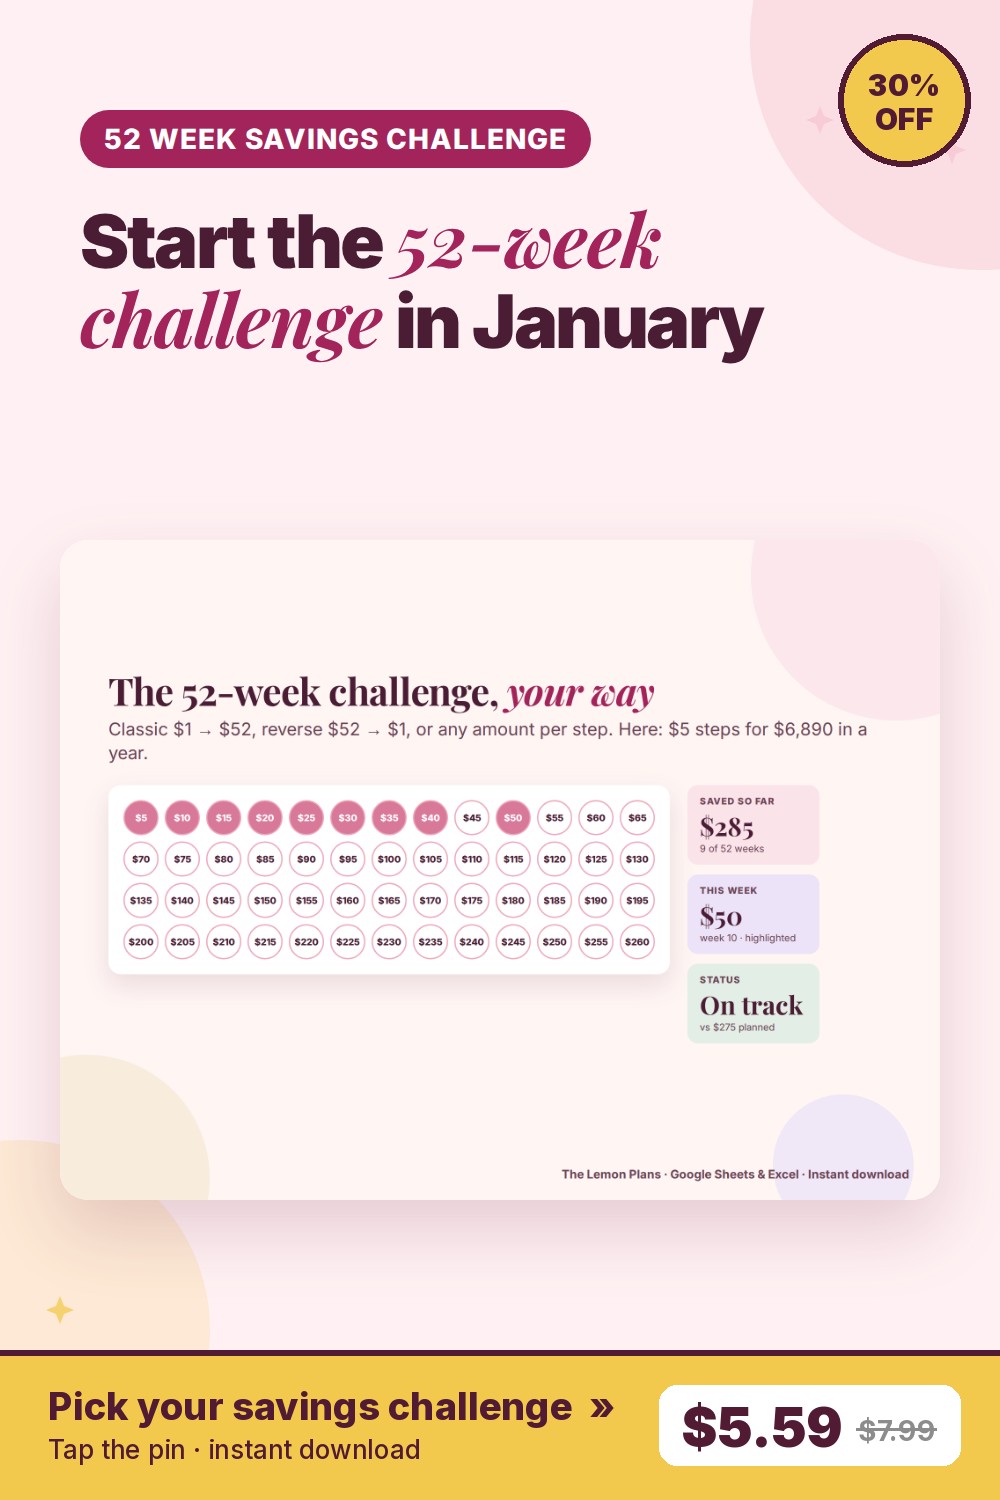 30%
OFF
52 WEEK SAVINGS CHALLENGE
Start the 52-week
challenge in January
The 52-week challenge, your way
Classic $1 → $52, reverse $52 → $1, or any amount per step. Here: $5 steps for $6,890 in a
year.
$5 $10 $15 $20 $25 $30 $35 $40 $45 $50 $55 $60 $65
$70 $75 $80 $85 $90 $95 $100 $105 $110 $115 $120 $125 $130
$135 $140 $145 $150 $155 $160 $165 $170 $175 $180 $185 $190 $195
$200 $205 $210 $215 $220 $225 $230 $235 $240 $245 $250 $255 $260
SAVED SO FAR
$285
9 of 52 weeks
THIS WEEK
$50
week 10 · highlighted
STATUS
On track
vs $275 planned
The Lemon Plans · Google Sheets & Excel · Instant download
Pick your savings challenge »
Tap the pin · instant download
$5.59 $7.99